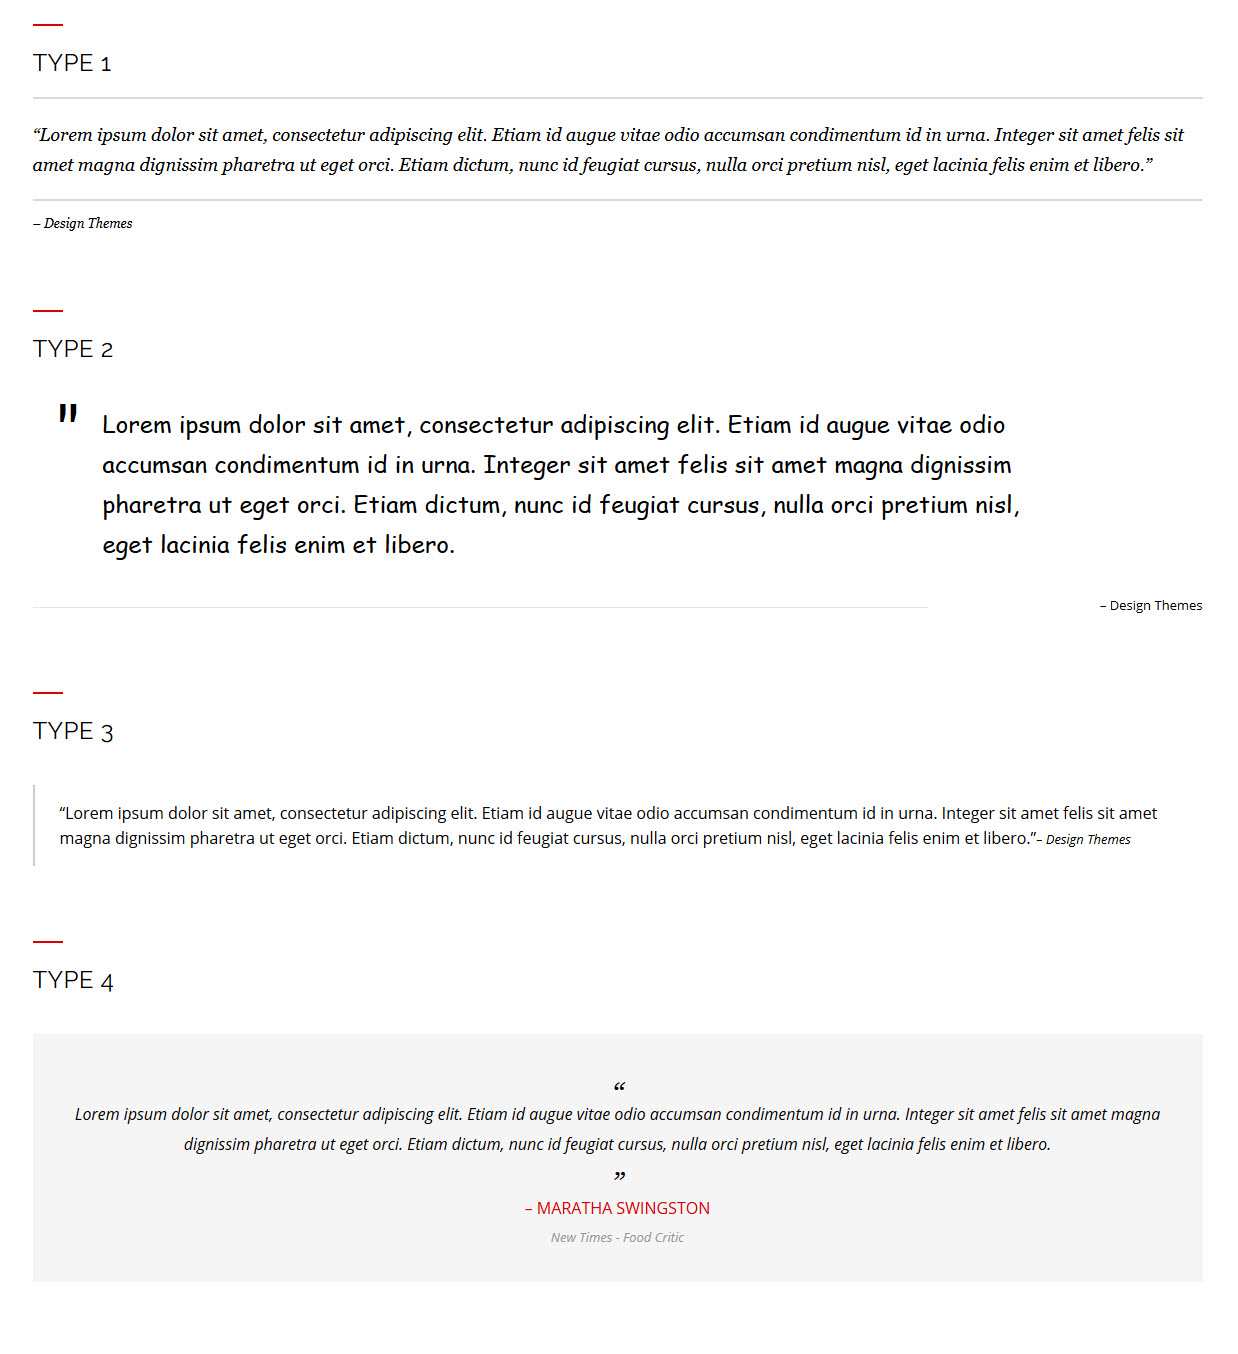 TYPE 1
“Lorem ipsum dolor sit amet, consectetur adipiscing elit. Etiam id augue vitae odio accumsan condimentum id in urna. Integer sit amet felis sit
amet magna dignissim pharetra ut eget orci. Etiam dictum, nunc id feugiat cursus, nulla orci pretium nisl, eget lacinia felis enim et libero.”
– Design Themes
TYPE 2
" Lorem ipsum dolor sit amet, consectetur adipiscing elit. Etiam id augue vitae odio
accumsan condimentum id in urna. Integer sit amet felis sit amet magna dignissim
pharetra ut eget orci. Etiam dictum, nunc id feugiat cursus, nulla orci pretium nisl,
eget lacinia felis enim et libero.
– Design Themes
TYPE 3
“Lorem ipsum dolor sit amet, consectetur adipiscing elit. Etiam id augue vitae odio accumsan condimentum id in urna. Integer sit amet felis sit amet
magna dignissim pharetra ut eget orci. Etiam dictum, nunc id feugiat cursus, nulla orci pretium nisl, eget lacinia felis enim et libero.”– Design Themes
TYPE 4
“
Lorem ipsum dolor sit amet, consectetur adipiscing elit. Etiam id augue vitae odio accumsan condimentum id in urna. Integer sit amet felis sit amet magna
dignissim pharetra ut eget orci. Etiam dictum, nunc id feugiat cursus, nulla orci pretium nisl, eget lacinia felis enim et libero.
”
– MARATHA SWINGSTON
New Times - Food Critic